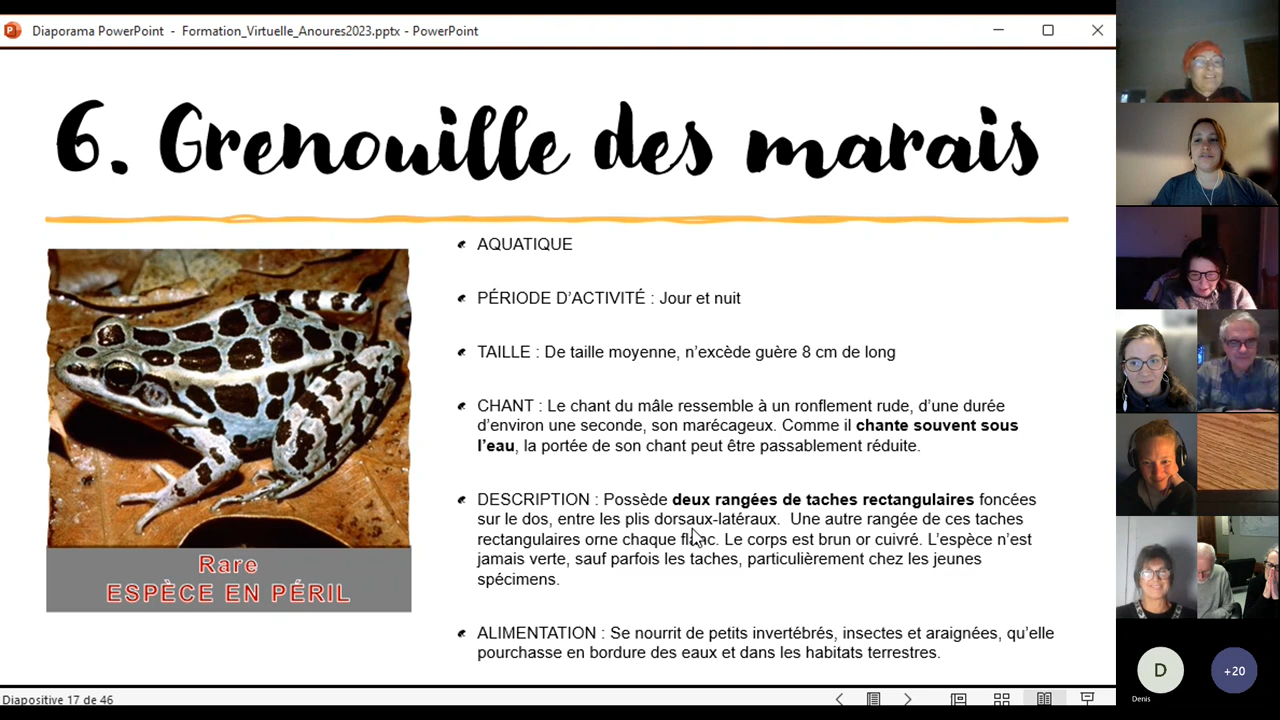 Diaporama PowerPoint - Formation_Virtuelle_Anoures2023.pptx - PowerPoint
6. Grenouille des marais
AQUATIQUE
PÉRIODE D’ACTIVITÉ : Jour et nuit
TAILLE : De taille moyenne, n’excède guère 8 cm de long
CHANT : Le chant du mâle ressemble à un ronflement rude, d’une durée
d’environ une seconde, son marécageux. Comme il chante souvent sous
l’eau, la portée de son chant peut être passablement réduite.
DESCRIPTION : Possède deux rangées de taches rectangulaires foncées
sur le dos, entre les plis dorsaux-latéraux. Une autre rangée de ces taches
rectangulaires orne chaque flanc. Le corps est brun or cuivré. L’espèce n’est
jamais verte, sauf parfois les taches, particulièrement chez les jeunes
spécimens.
ALIMENTATION : Se nourrit de petits invertébrés, insectes et araignées, qu’elle
pourchasse en bordure des eaux et dans les habitats terrestres.
Rare
ESPÈCE EN PÉRIL
Diapositive 17 de 46
D
Denis
+20